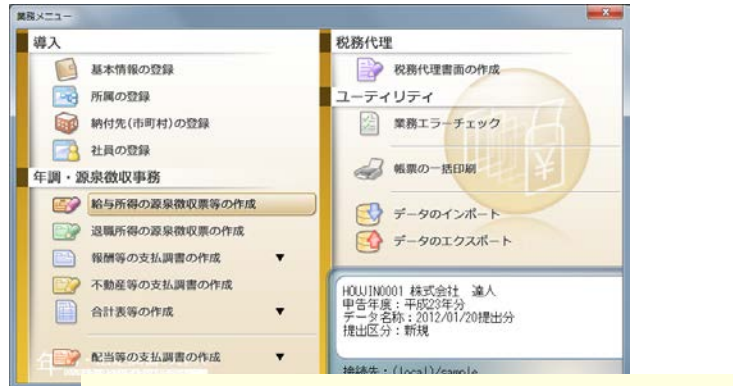 業務メニュー
導入
基本情報の登録
所属の登録
納付先(市町村)の登録
社員の登録
年調・源泉徴収事務
給与所得の源泉徴収票等の作成
退職所得の源泉徴収票の作成
報酬等の支払調書の作成 ▼
不動産等の支払調書の作成
合計表等の作成 ▼
配当等の支払調書の作成 ▼
税務代理
税務代理書面の作成
ユーティリティ
業務エラーチェック
帳票の一括印刷
データのインポート
データのエクスポート
HOUJIN0001 株式会社 達人
申告年度:平成23年分
データ名称:2012/01/20提出分
提出区分:新規
接続先:(local)/sample